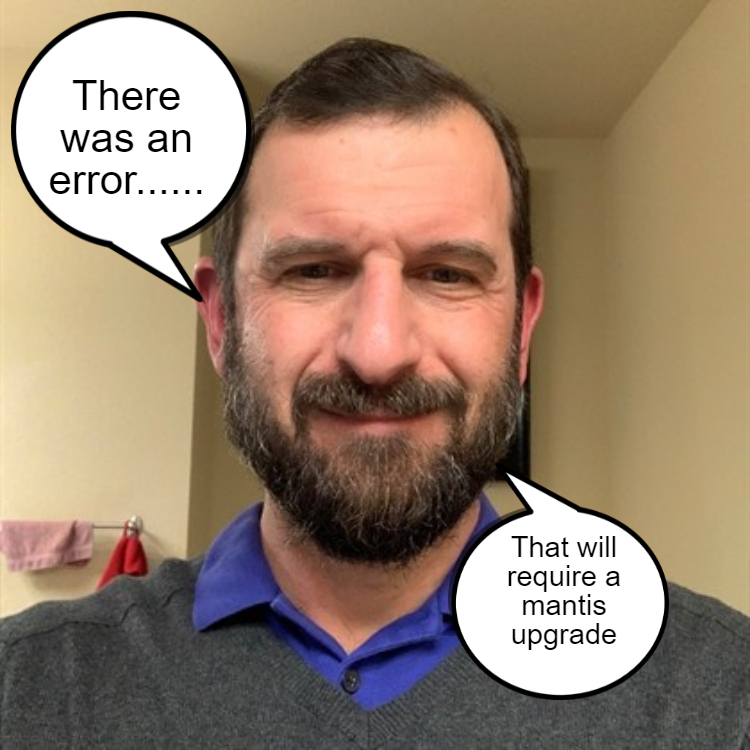 There
was an
error......
That will
require a
mantis
upgrade